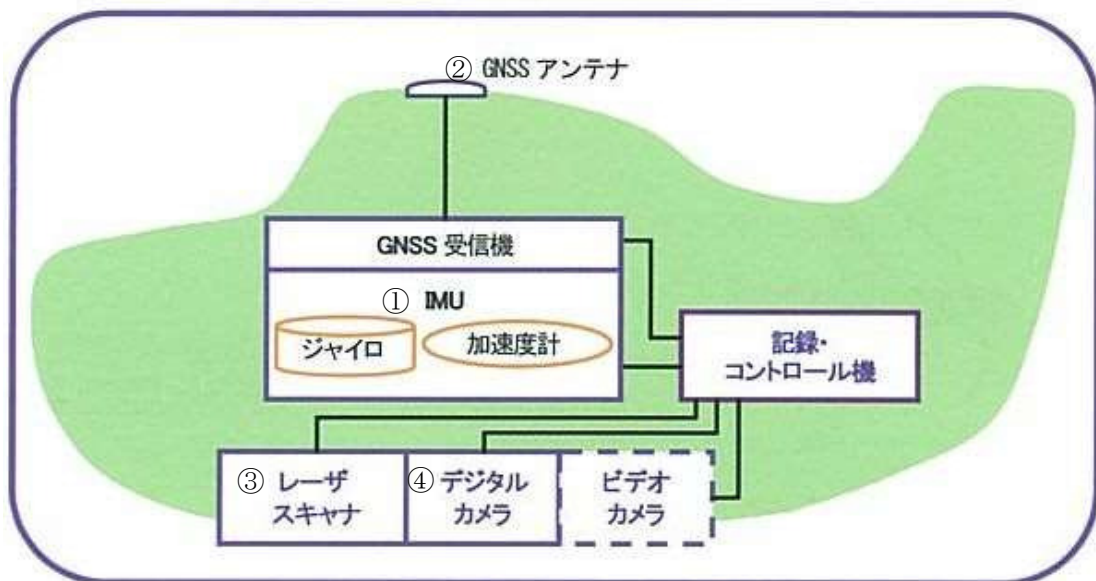 ② GNSS アンテナ
GNSS 受信機
① IMU
ジャイロ
加速度計
記録・
コントロール機
③ レーザ
スキャナ
④ デジタル
カメラ
ビデオ
カメラ